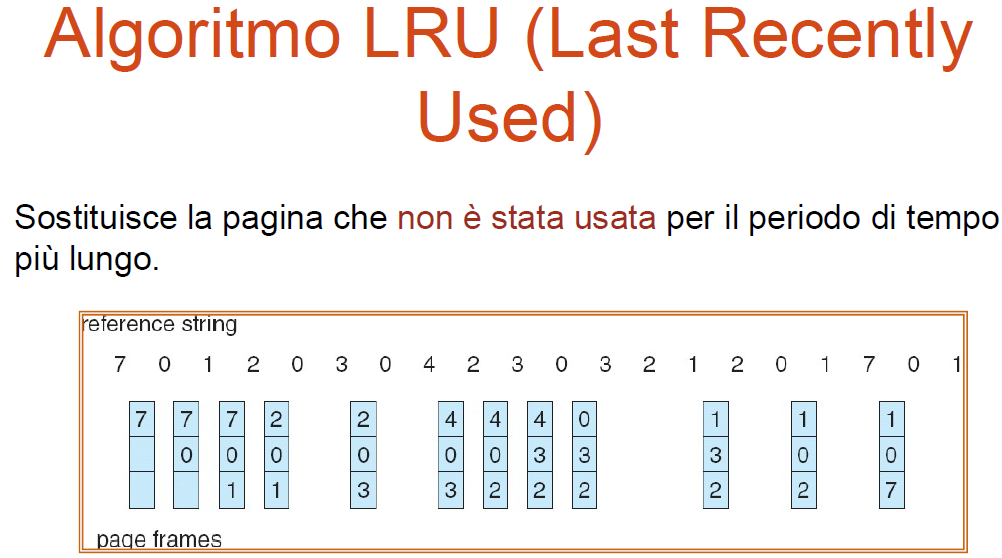 Algoritmo LRU (Last Recently
Used)
Sostituisce la pagina che non è stata usata per il periodo di tempo
più lungo.
reference string
7 0 1 2 0 3 0 4 2 3 0 3 2 1 2 0 1 7 0 1
7 7 7 2 2 4 4 4 0 1 1 1
0 0 0 0 0 0 3 3 3 0 0
1 1 3 3 2 2 2 2 2 7
page frames